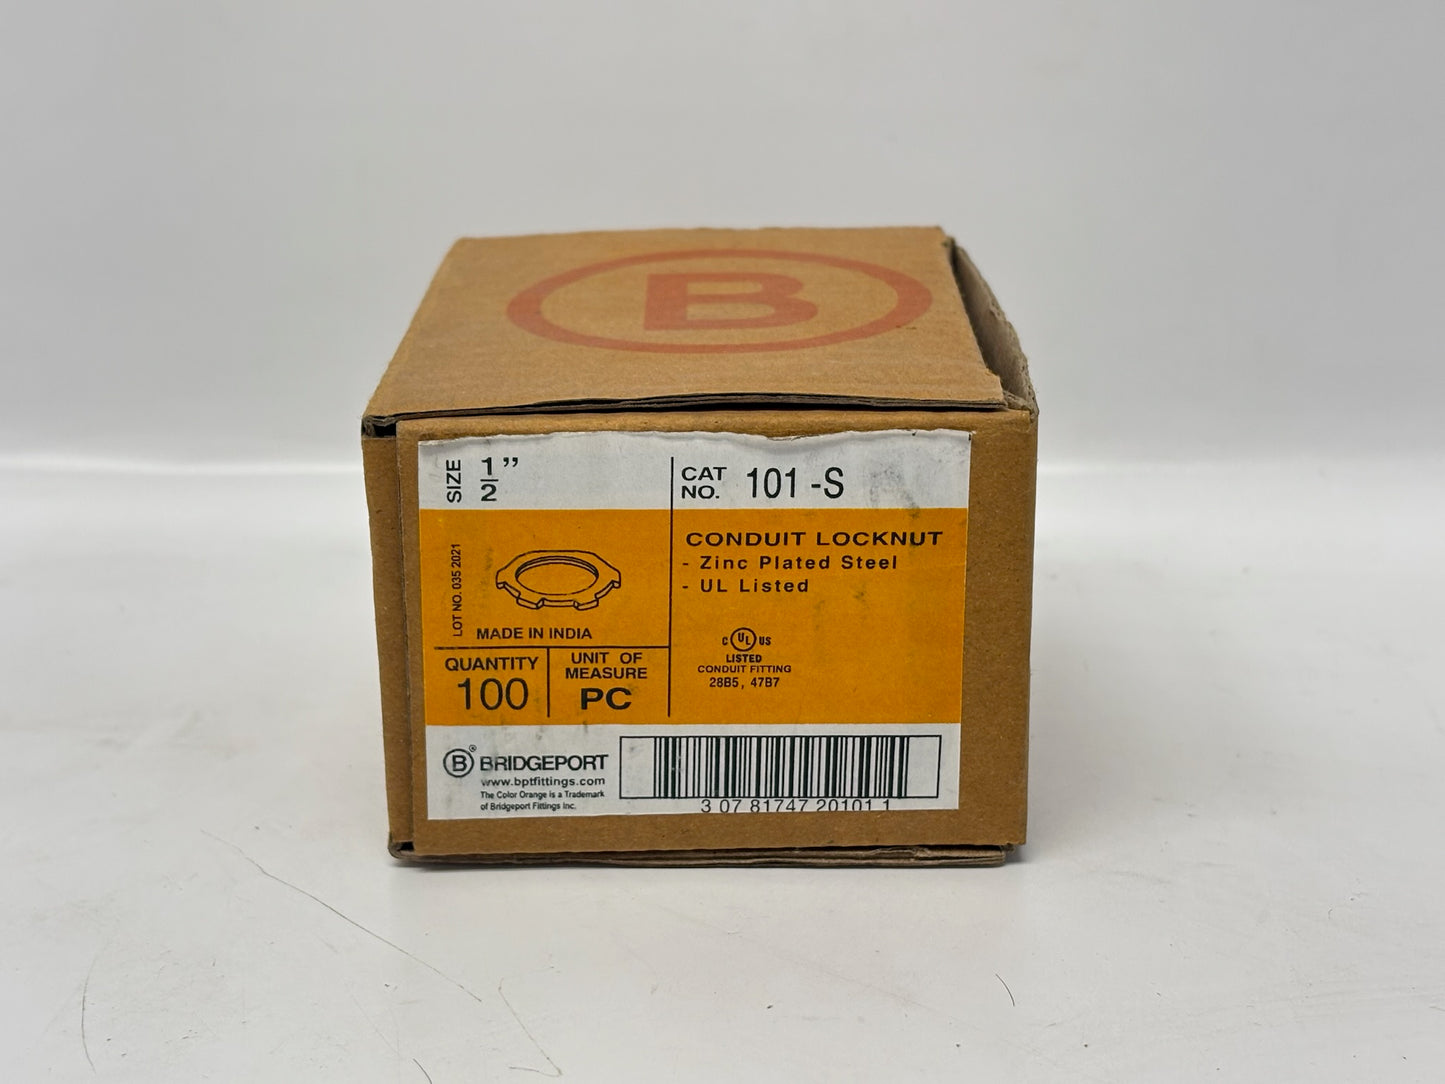 B
SIZE 1/2"
CAT NO. 101-S
LOT NO. 035 2021
MADE IN INDIA
CONDUIT LOCKNUT
- Zinc Plated Steel
- UL Listed
C UL US
LISTED
CONDUIT FITTING
28B5, 47B7
QUANTITY
100
UNIT OF
MEASURE
PC
B® BRIDGEPORT
www.bptfittings.com
The Color Orange is a Trademark
of Bridgeport Fittings Inc.
3 07 81747 20101 1